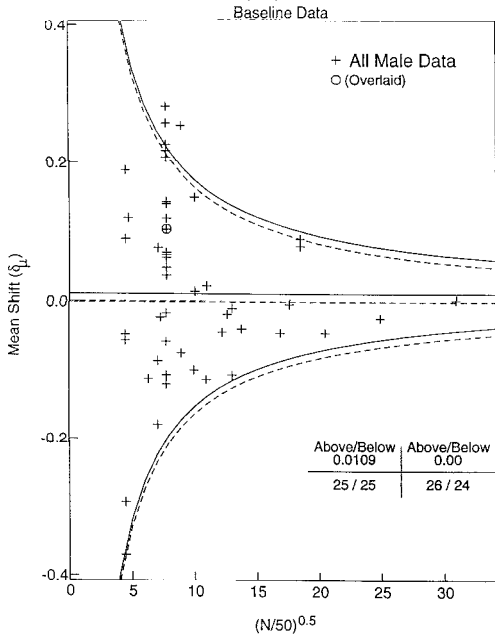 Baseline Data
0.4
+ All Male Data
(Overlaid)
0.2
Mean Shift (δμ)
0.0
-0.2
Above/Below Above/Below
0.0109 0.00
25 / 25 26 / 24
-0.4
0 5 10 15 20 25 30
(N/50)^0.5